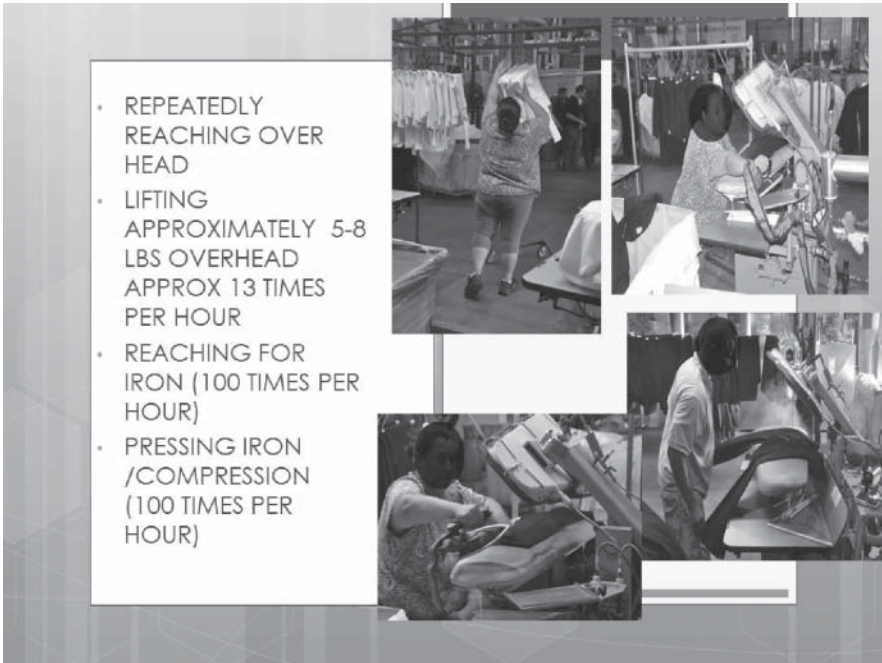 • REPEATEDLY
REACHING OVER
HEAD
• LIFTING
APPROXIMATELY 5-8
LBS OVERHEAD
APPROX 13 TIMES
PER HOUR
• REACHING FOR
IRON (100 TIMES PER
HOUR)
• PRESSING IRON
/COMPRESSION
(100 TIMES PER
HOUR)